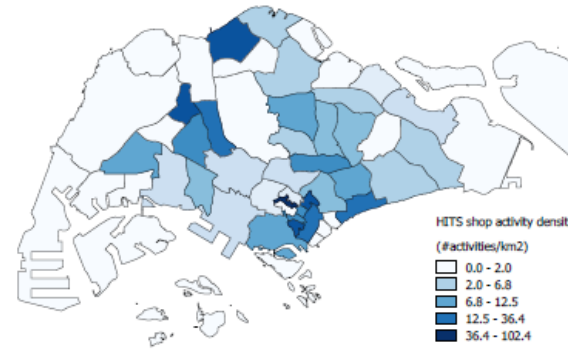 HITS shop activity densit
(#activities/km2)
0.0 - 2.0
2.0 - 6.8
6.8 - 12.5
12.5 - 36.4
36.4 - 102.4